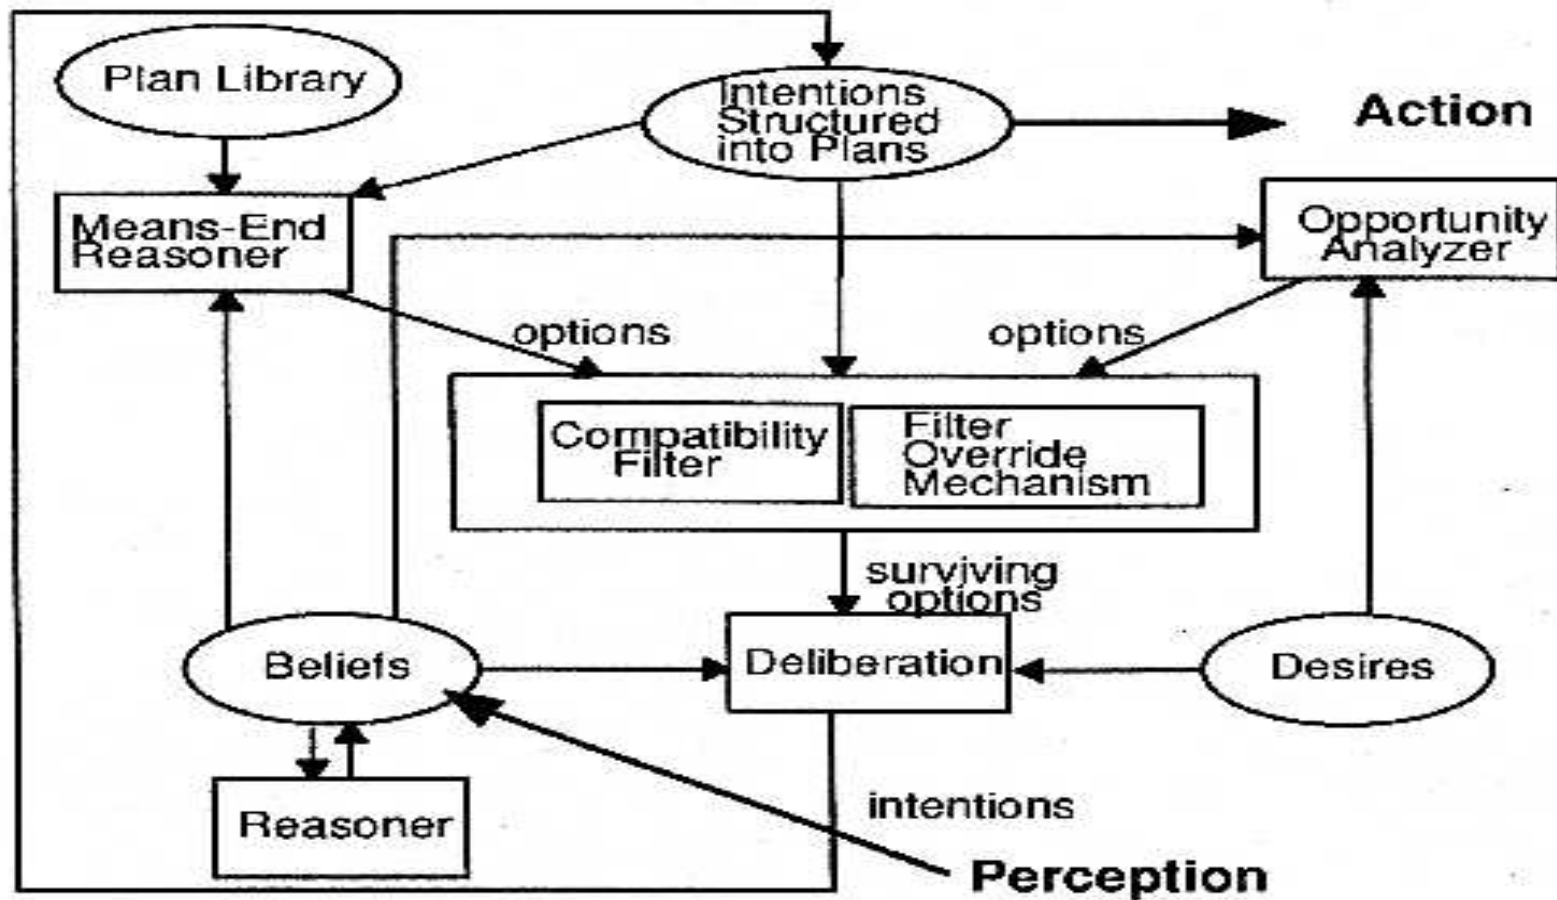 Plan Library
Intentions
Structured
into Plans
Action
Means-End
Reasoner
Opportunity
Analyzer
options
options
Compatibility
Filter
Filter
Override
Mechanism
surviving
options
Beliefs
Deliberation
Desires
Reasoner
intentions
Perception